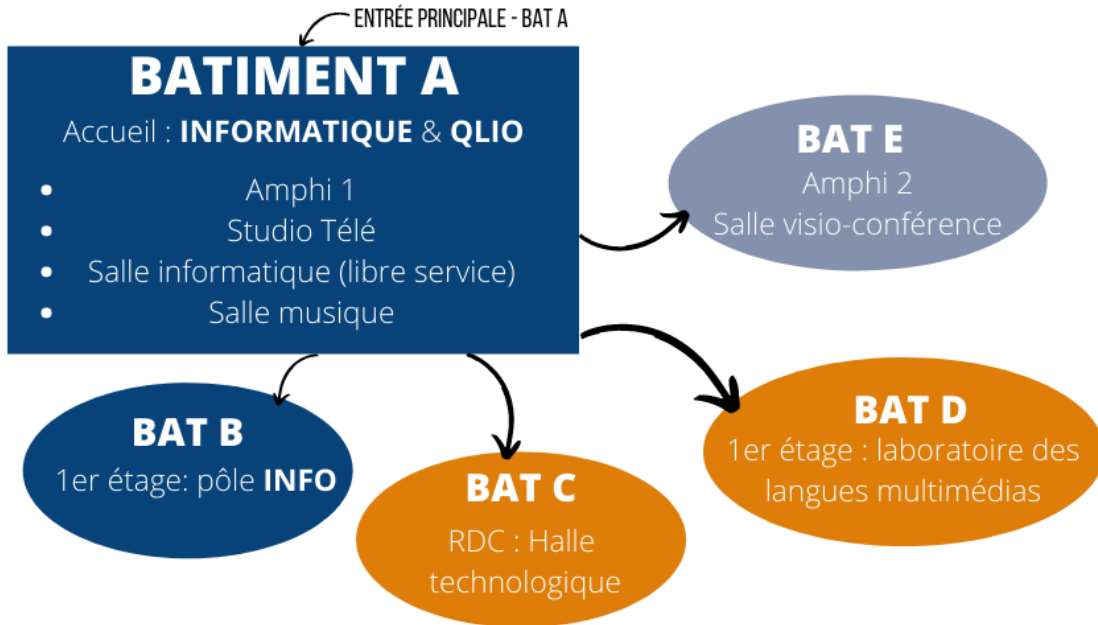 ENTRÉE PRINCIPALE - BAT A
BATIMENT A
Accueil : INFORMATIQUE & QLIO
• Amphi 1
• Studio Télé
• Salle informatique (libre service)
• Salle musique
BAT E
Amphi 2
Salle visio-conférence
BAT B
1er étage: pôle INFO
BAT C
RDC : Halle
technologique
BAT D
1er étage : laboratoire des
langues multimédias